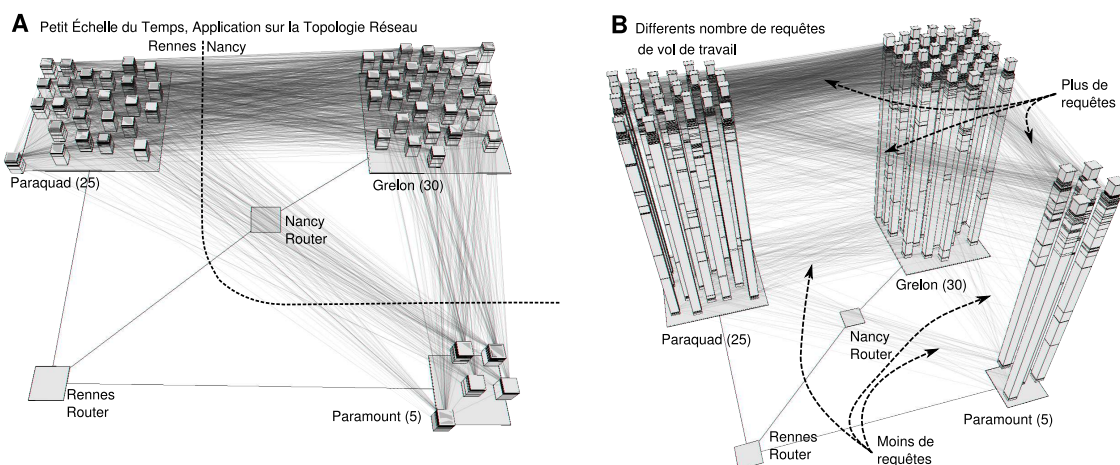 A Petit Échelle du Temps, Application sur la Topologie Réseau
Rennes Nancy
Paraquad (25)
Grelon (30)
Nancy
Router
Rennes
Router
Paramount (5)
B Differents nombre de requêtes
de vol de travail
Plus de
requêtes
Grelon (30)
Paraquad (25)
Nancy
Router
Paramount (5)
Rennes
Router
Moins de
requêtes